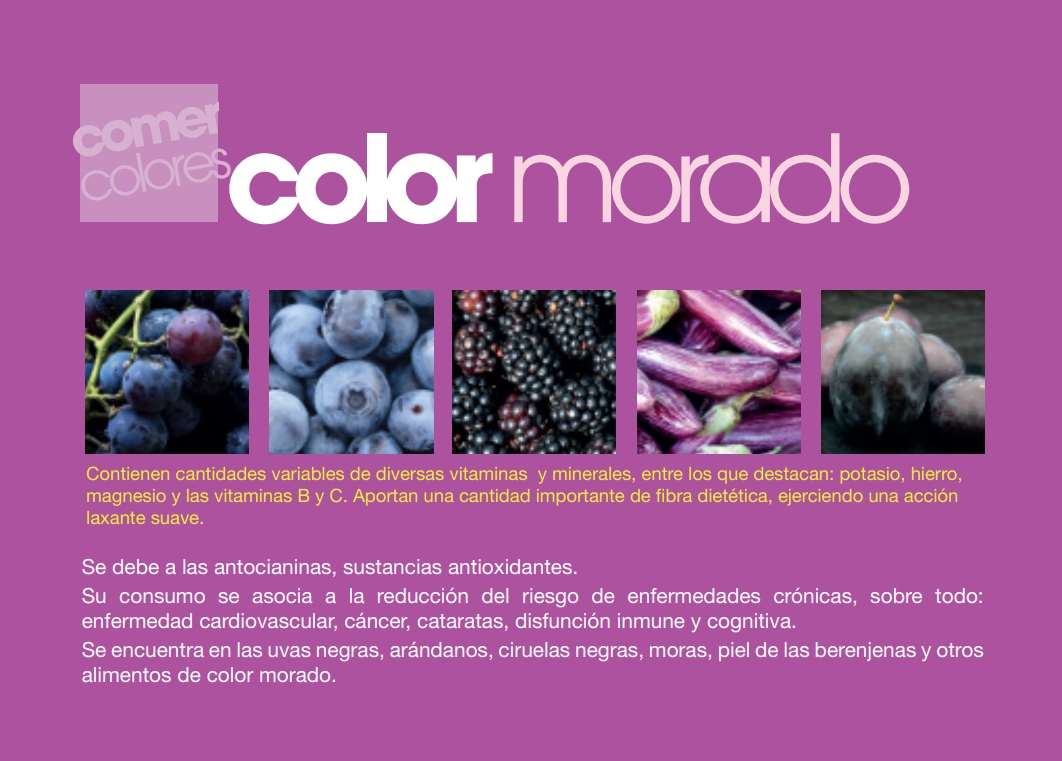 comer
colores
color morado
Contienen cantidades variables de diversas vitaminas  y minerales, entre los que destacan: potasio, hierro,
magnesio y las vitaminas B y C. Aportan una cantidad importante de fibra dietética, ejerciendo una acción
laxante suave.
Se debe a las antocianinas, sustancias antioxidantes.
Su consumo se asocia a la reducción del riesgo de enfermedades crónicas, sobre todo:
enfermedad cardiovascular, cáncer, cataratas, disfunción inmune y cognitiva.
Se encuentra en las uvas negras, arándanos, ciruelas negras, moras, piel de las berenjenas y otros
alimentos de color morado.